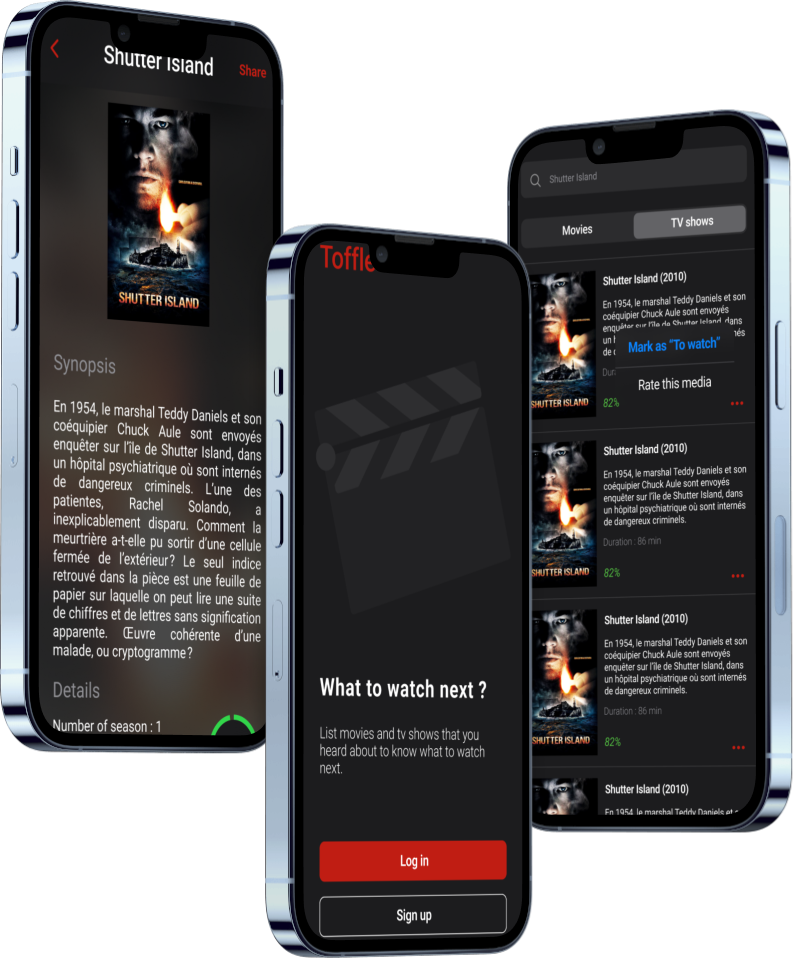 Shutter Island
Share
SHUTTER ISLAND
Synopsis
En 1954, le marshal Teddy Daniels et son
coéquipier Chuck Aule sont envoyés
enquêter sur l'île de Shutter Island, dans
un hôpital psychiatrique où sont internés
de dangereux criminels. L'une des
patientes, Rachel Solando, a
inexplicablement disparu. Comment la
meurtrière a-t-elle pu sortir d'une cellule
fermée de l'extérieur? Le seul indice
retrouvé dans la pièce est une feuille de
papier sur laquelle on peut lire une suite
de chiffres et de lettres sans signification
apparente. Œuvre cohérente d'une
malade, ou cryptogramme?
Details
Number of season : 1
Toffle
What to watch next ?
List movies and tv shows that you
heard about to know what to watch
next.
Log in
Sign up
Shutter Island
Movies
TV shows
Shutter Island (2010)
En 1954, le marshal Teddy Daniels et son
coéquipier Chuck Aule sont envoyés
enquêter sur l'île de Shutter Island, dans
un
de
Mark as "To watch"
Rate this media
82%
SHUTTER ISLAND
Shutter Island (2010)
En 1954, le marshal Teddy Daniels et son
coéquipier Chuck Aule sont envoyés
enquêter sur l'île de Shutter Island, dans
un hôpital psychiatrique où sont internés
de dangereux criminels.
Duration : 86 min
82%
SHUTTER ISLAND
Shutter Island (2010)
En 1954, le marshal Teddy Daniels et son
coéquipier Chuck Aule sont envoyés
enquêter sur l'île de Shutter Island, dans
un hôpital psychiatrique où sont internés
de dangereux criminels.
Duration : 86 min
82%
SHUTTER ISLAND
Shutter Island (2010)
En 1954, le marshal Teddy Daniels et